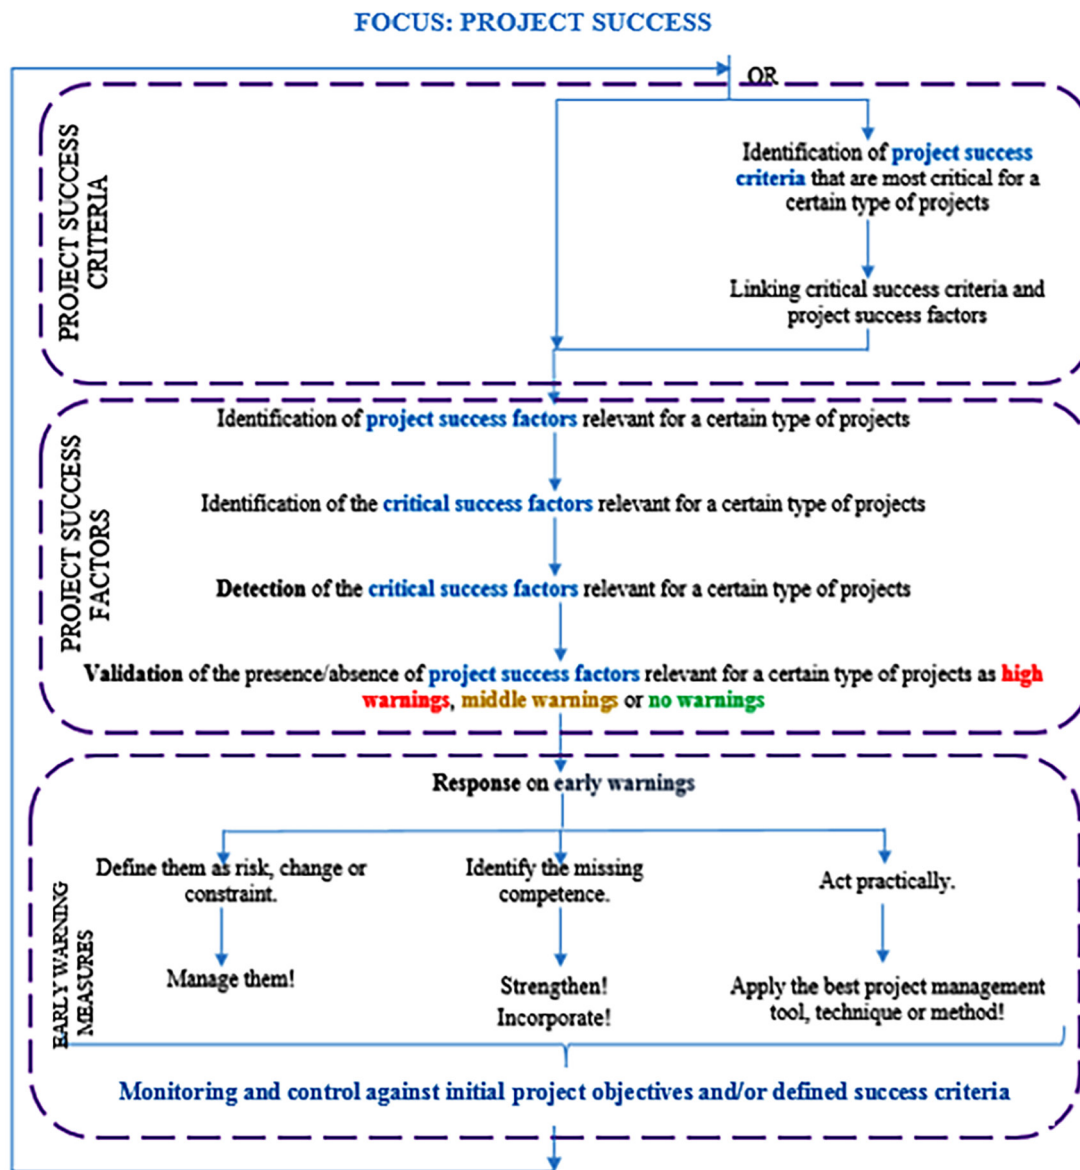 FOCUS: PROJECT SUCCESS
OR
PROJECT SUCCESS
CRITERIA
Identification of project success
criteria that are most critical for a
certain type of projects
Linking critical success criteria and
project success factors
PROJECT SUCCESS
FACTORS
Identification of project success factors relevant for a certain type of projects
Identification of the critical success factors relevant for a certain type of projects
Detection of the critical success factors relevant for a certain type of projects
Validation of the presence/absence of project success factors relevant for a certain type of projects as high
warnings, middle warnings or no warnings
EARLY WARNING
MEASURES
Response on early warnings
Define them as risk, change or
constraint.
Identify the missing
competence.
Act practically.
Manage them!
Strengthen!
Incorporate!
Apply the best project management
tool, technique or method!
Monitoring and control against initial project objectives and/or defined success criteria